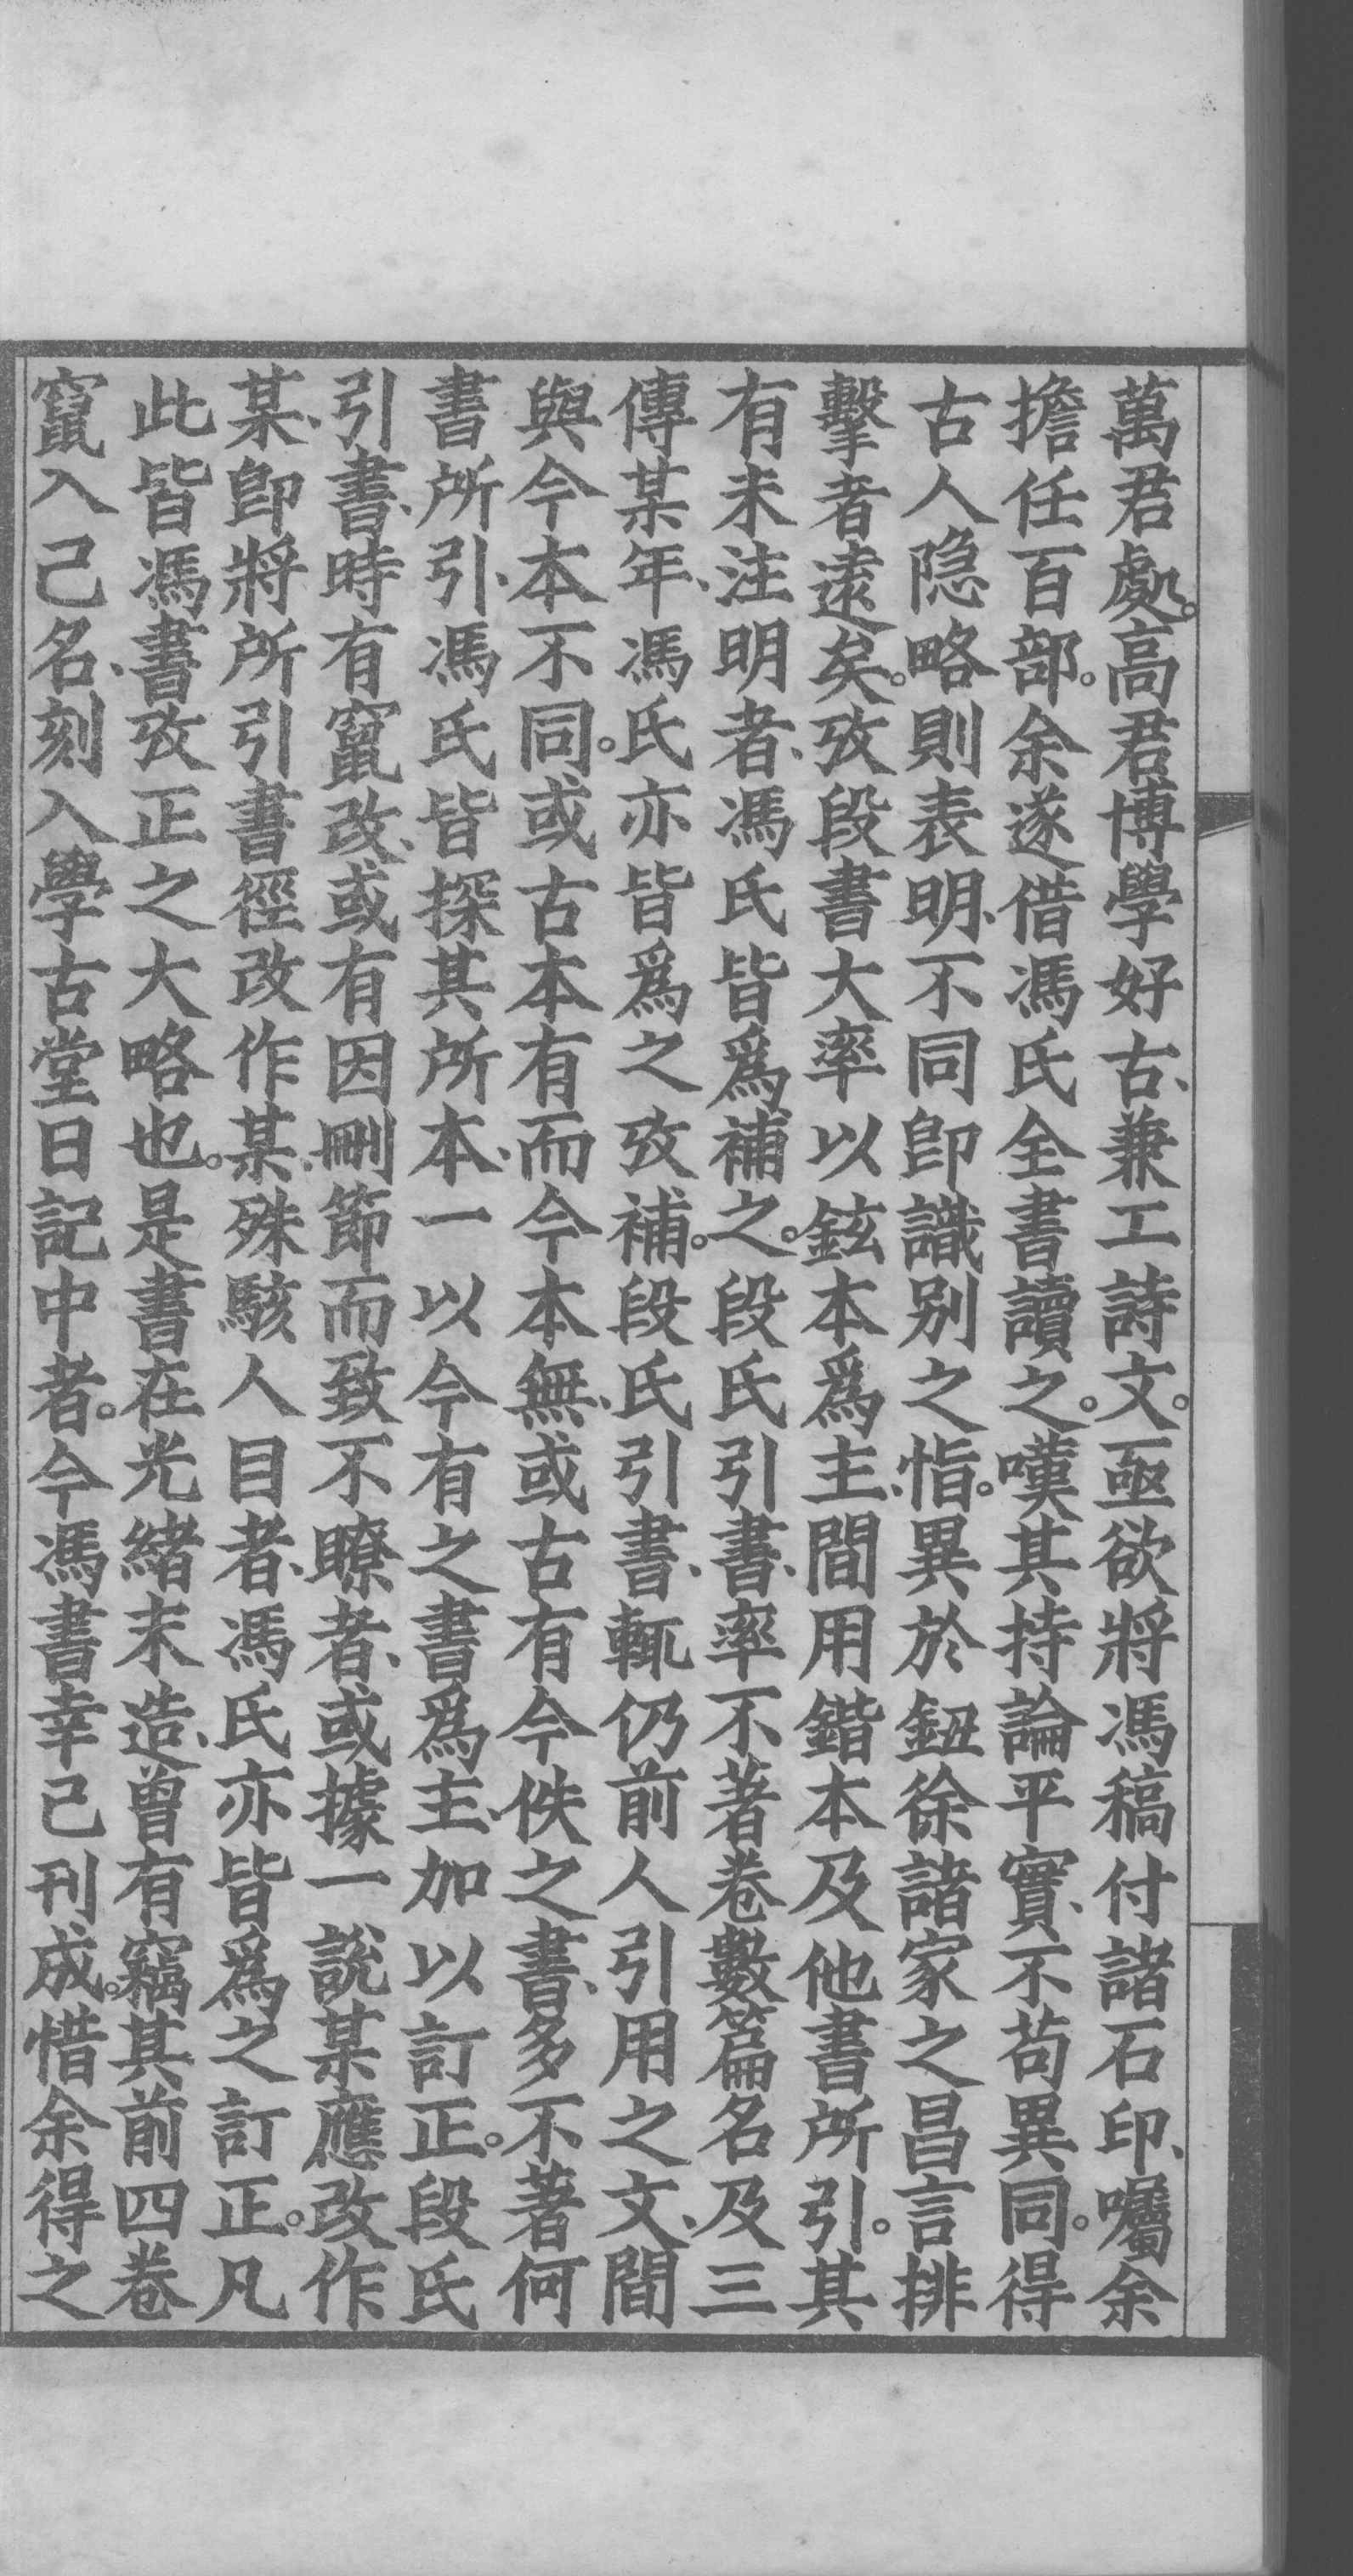 萬君處。高君博學好古、兼工詩文。亟欲將馮稿付諸石印、囑余
擔任百部。余遂借馮氏全書讀之。嘆其持論平實、不苟異同。得
古人隐略則表明、不同卽識别之恉。異於鈕徐諸家之昌言排
擊者遠矣。攷段書大率以鉉本爲主、間用鍇本及他書所引。其
有未注明者、馮氏皆爲補之。段氏引書、率不著卷數篇名及三
傳某年、馮氏亦皆爲之攷補。段氏引書、輒仍前人引用之文、間
與今本不同。或古本有而今本無、或古有今佚之書、多不著何
書所引、馮氏皆探其所本、一以今有之書爲主、加以訂正。段氏
引書、時有竄改、或有因刪節而致不瞭者、或據一說某應改作
某、卽將所引書徑改作某、殊駭人目者、馮氏亦皆爲之訂正。凡
此皆馮書攷正之大略也。是書在光緒末造、曾有竊其前四卷
竄入己名、刻入學古堂日記中者。今馮書幸已刊成。惜余得之